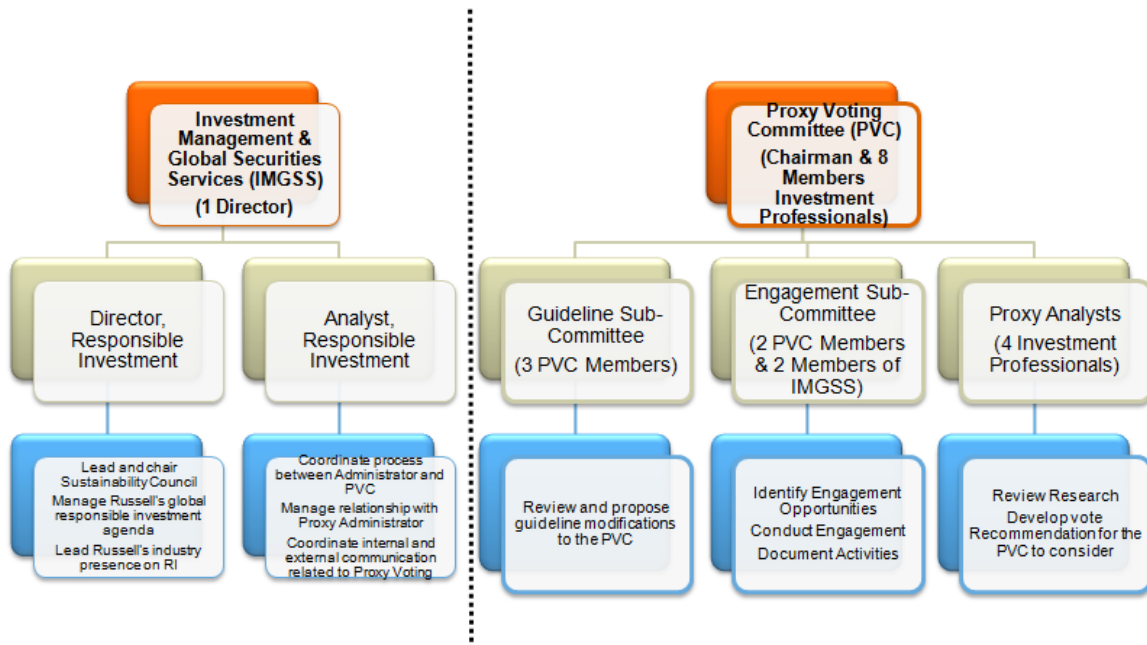 Investment
Management &
Global Securities
Services (IMGSS)
(1 Director)
Proxy Voting
Committee (PVC)
(Chairman & 8
Members
Investment
Professionals)
Director,
Responsible
Investment
Analyst,
Responsible
Investment
Guideline Sub-
Committee
(3 PVC Members)
Engagement Sub-
Committee
(2 PVC Members
& 2 Members of
IMGSS)
Proxy Analysts
(4 Investment
Professionals)
Lead and chair
Sustainability Council
Manage Russell's global
responsible investment
agenda
Lead Russell's industry
presence on RI
Coordinate process
between Administrator and
PVC
Manage relationship with
Proxy Administrator
Coordinate internal and
external communication
related to Proxy Voting
Review and propose
guideline modifications
to the PVC
Identify Engagement
Opportunities
Conduct Engagement
Document Activities
Review Research
Develop vote
Recommendation for the
PVC to consider